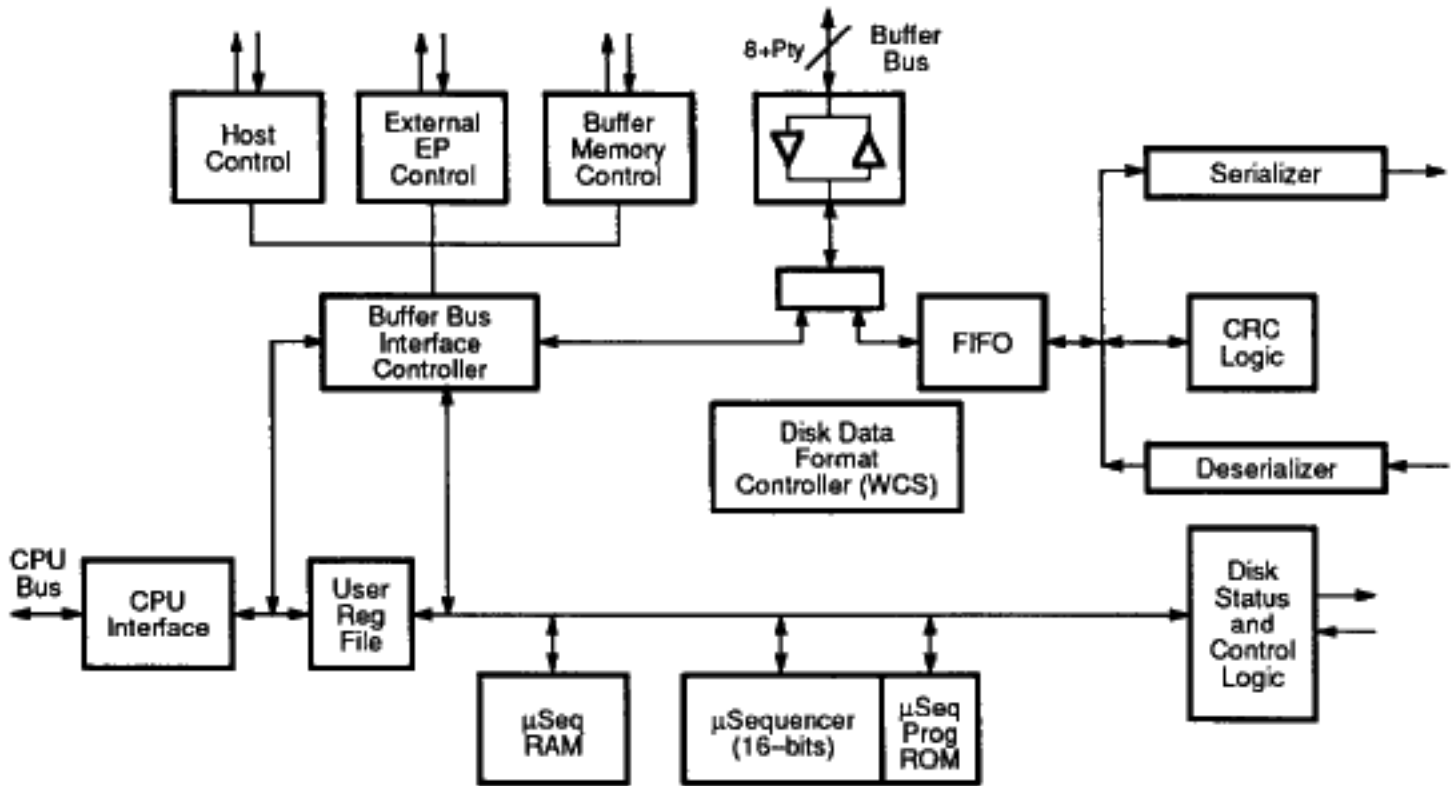 8+Pty
Buffer
Bus
Host
Control
External
EP
Control
Buffer
Memory
Control
Serializer
Buffer Bus
Interface
Controller
FIFO
CRC
Logic
Disk Data
Format
Controller (WCS)
Deserializer
CPU
Bus
CPU
Interface
User
Reg
File
Disk
Status
and
Control
Logic
μSeq
RAM
μSequencer
(16–bits)
μSeq
Prog
ROM